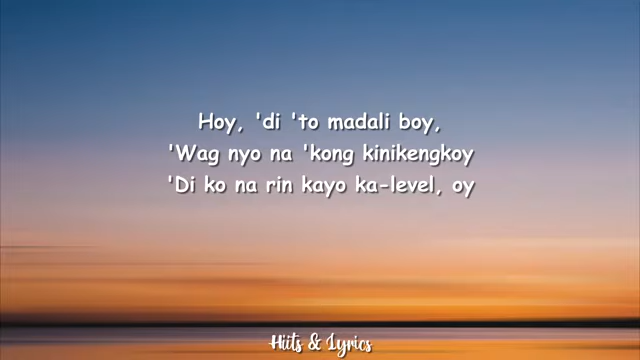 Hoy, 'di 'to madali boy,
'Wag nyo na 'kong kinikengkoy
'Di ko na rin kayo ka-level, oy
Hiits & Lyrics